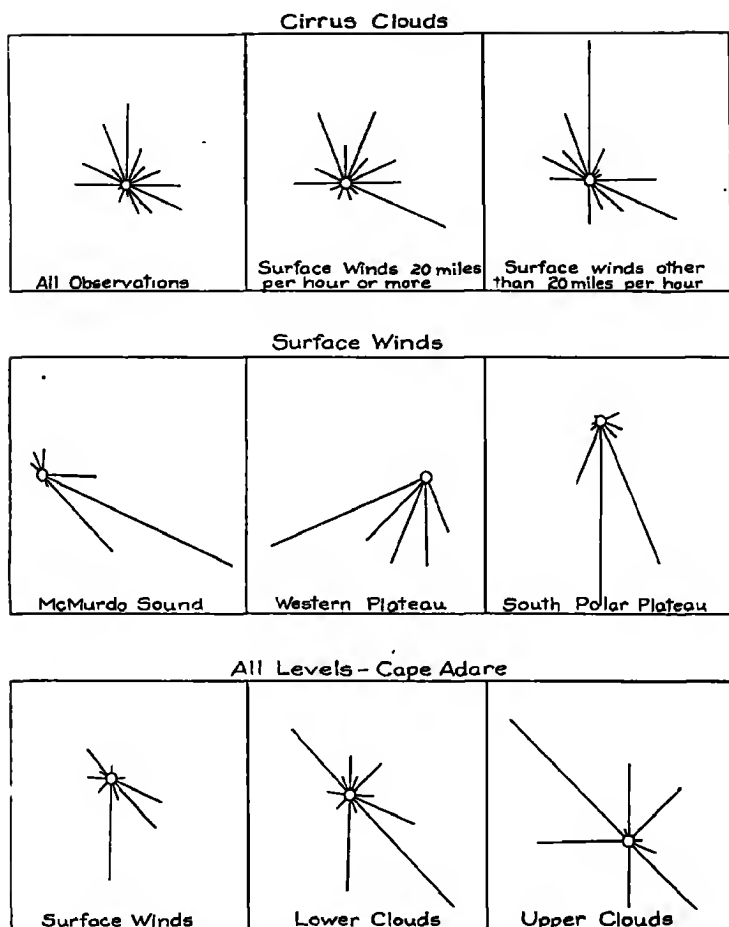 Cirrus Clouds
All Observations
Surface Winds 20 miles
per hour or more
Surface winds other
than 20 miles per hour
Surface Winds
McMurdo Sound
Western Plateau
South Polar Plateau
All Levels - Cape Adare
Surface Winds
Lower Clouds
Upper Clouds